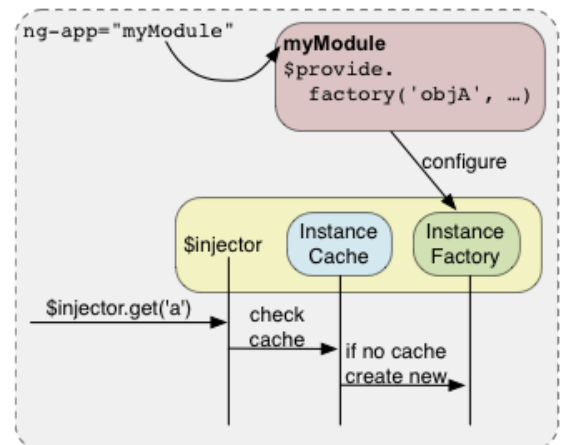 ng-app="myModule"
myModule
$provide.
factory('objA', …)
configure
$injector
Instance
Cache
Instance
Factory
$injector.get('a')
check
cache
if no cache
create new